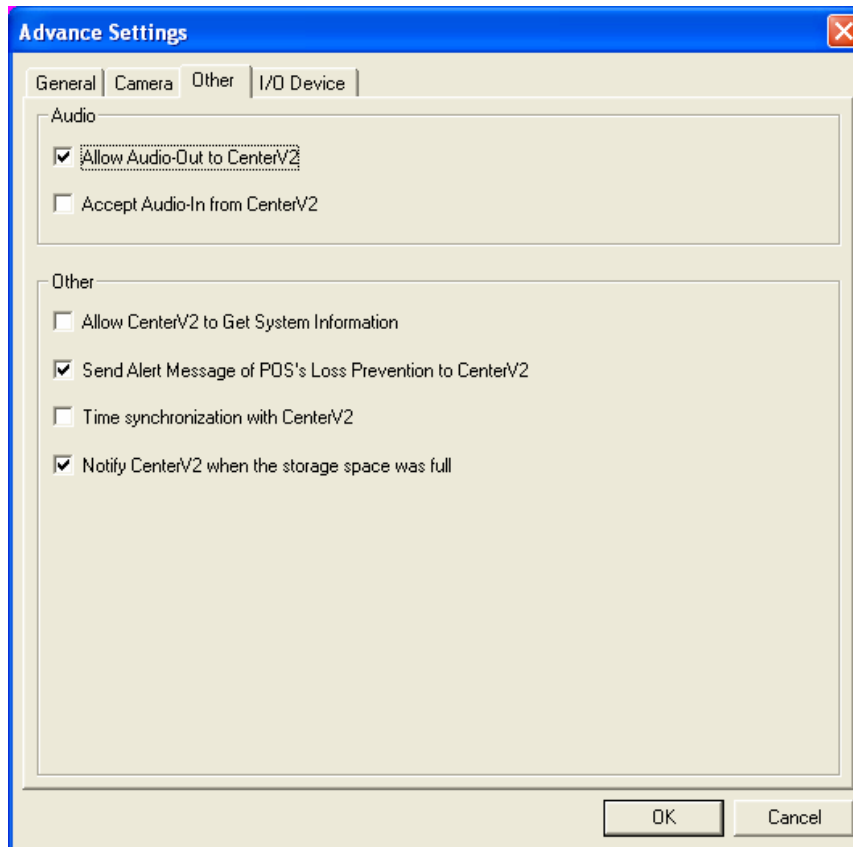 Advance Settings
General Camera Other I/O Device
Audio
Allow Audio-Out to CenterV2
Accept Audio-In from CenterV2
Other
Allow CenterV2 to Get System Information
Send Alert Message of POS's Loss Prevention to CenterV2
Time synchronization with CenterV2
Notify CenterV2 when the storage space was full
OK Cancel